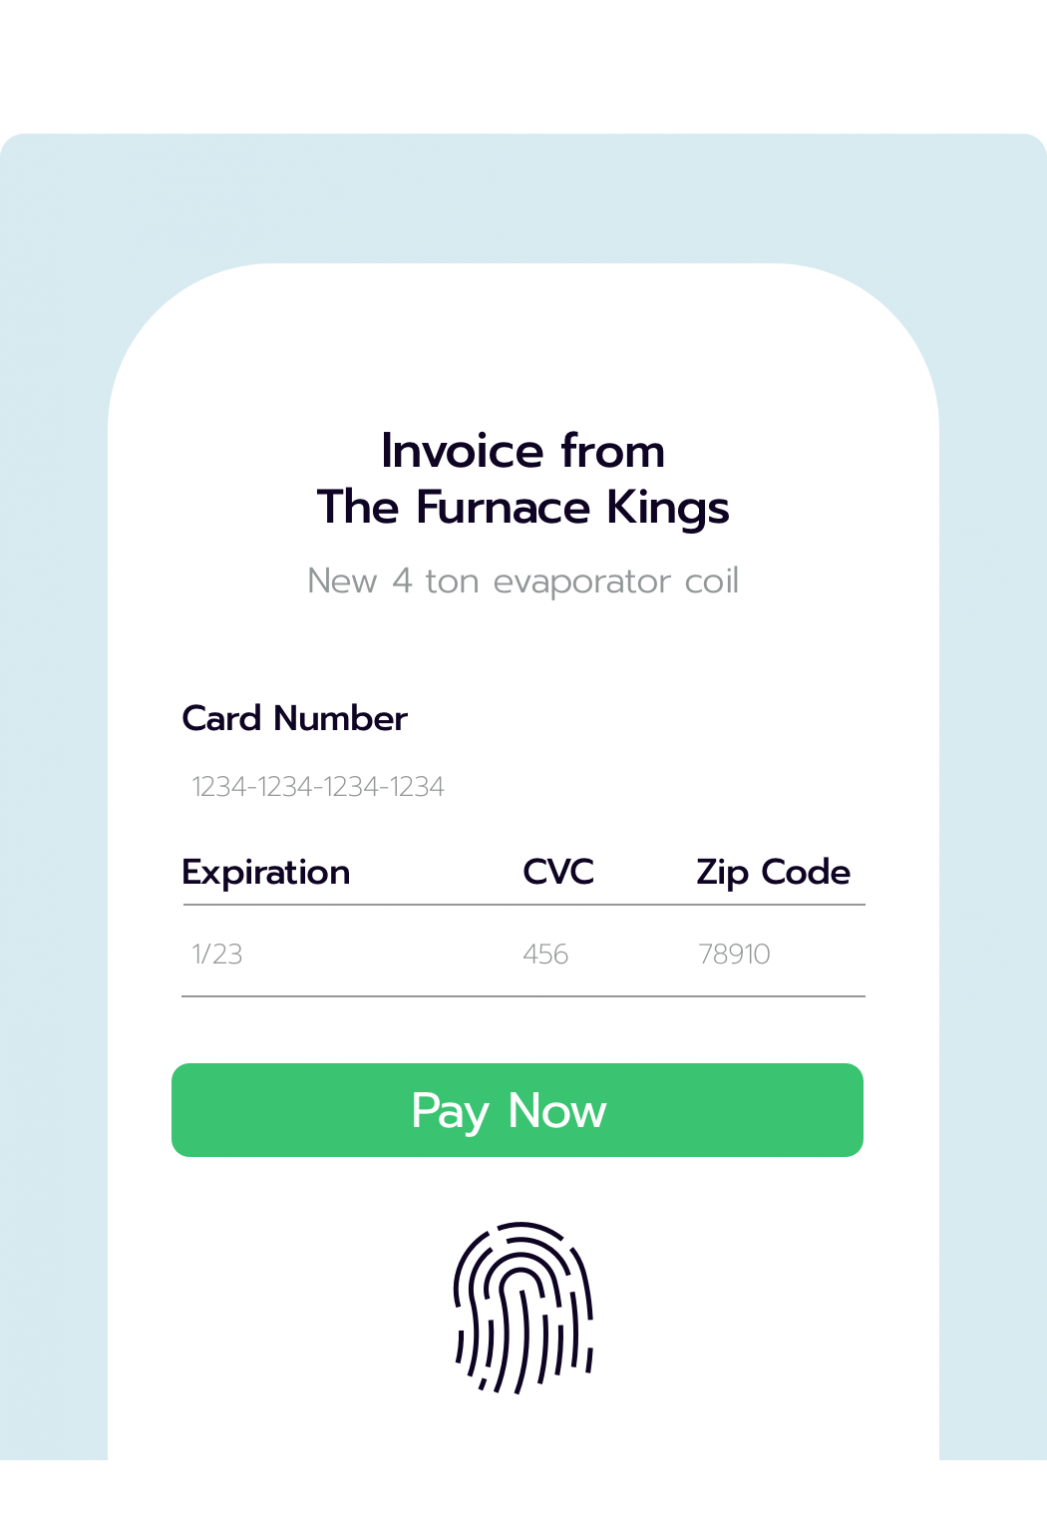 Invoice from
The Furnace Kings
New 4 ton evaporator coil
Card Number
1234-1234-1234-1234
Expiration CVC Zip Code
1/23 456 78910
Pay Now